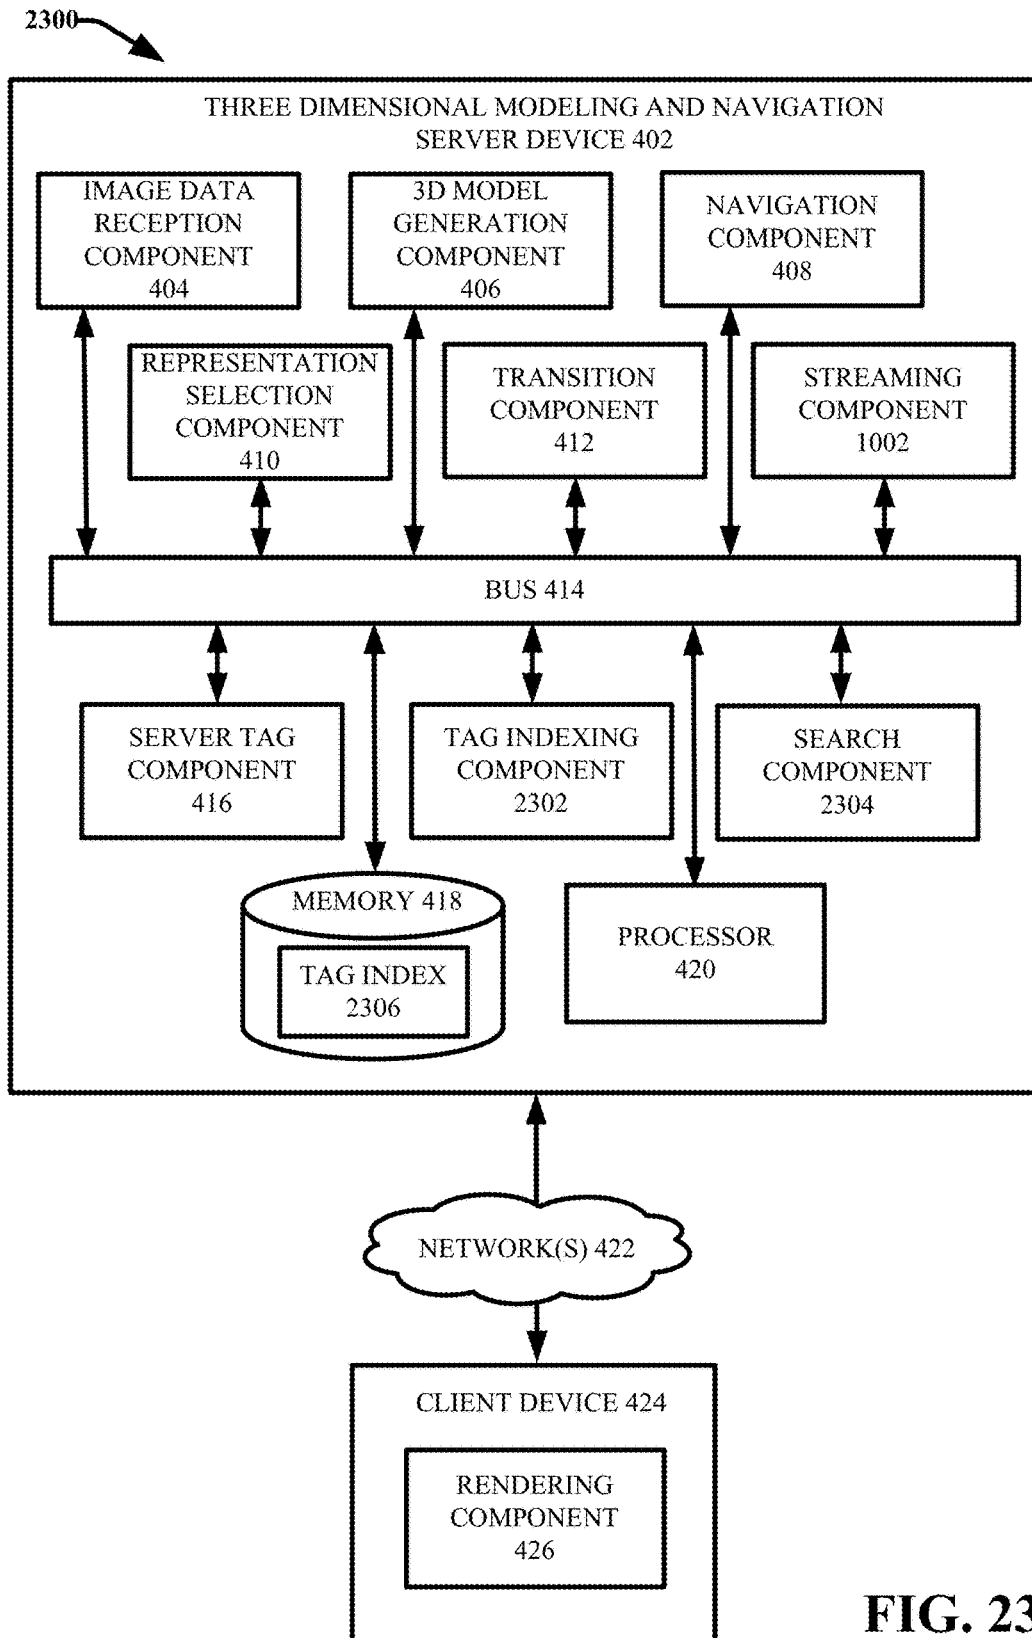 2300
THREE DIMENSIONAL MODELING AND NAVIGATION
SERVER DEVICE 402
IMAGE DATA
RECEPTION
COMPONENT
404
3D MODEL
GENERATION
COMPONENT
406
NAVIGATION
COMPONENT
408
REPRESENTATION
SELECTION
COMPONENT
410
TRANSITION
COMPONENT
412
STREAMING
COMPONENT
1002
BUS 414
SERVER TAG
COMPONENT
416
TAG INDEXING
COMPONENT
2302
SEARCH
COMPONENT
2304
MEMORY 418
TAG INDEX
2306
PROCESSOR
420
NETWORK(S) 422
CLIENT DEVICE 424
RENDERING
COMPONENT
426
FIG. 23